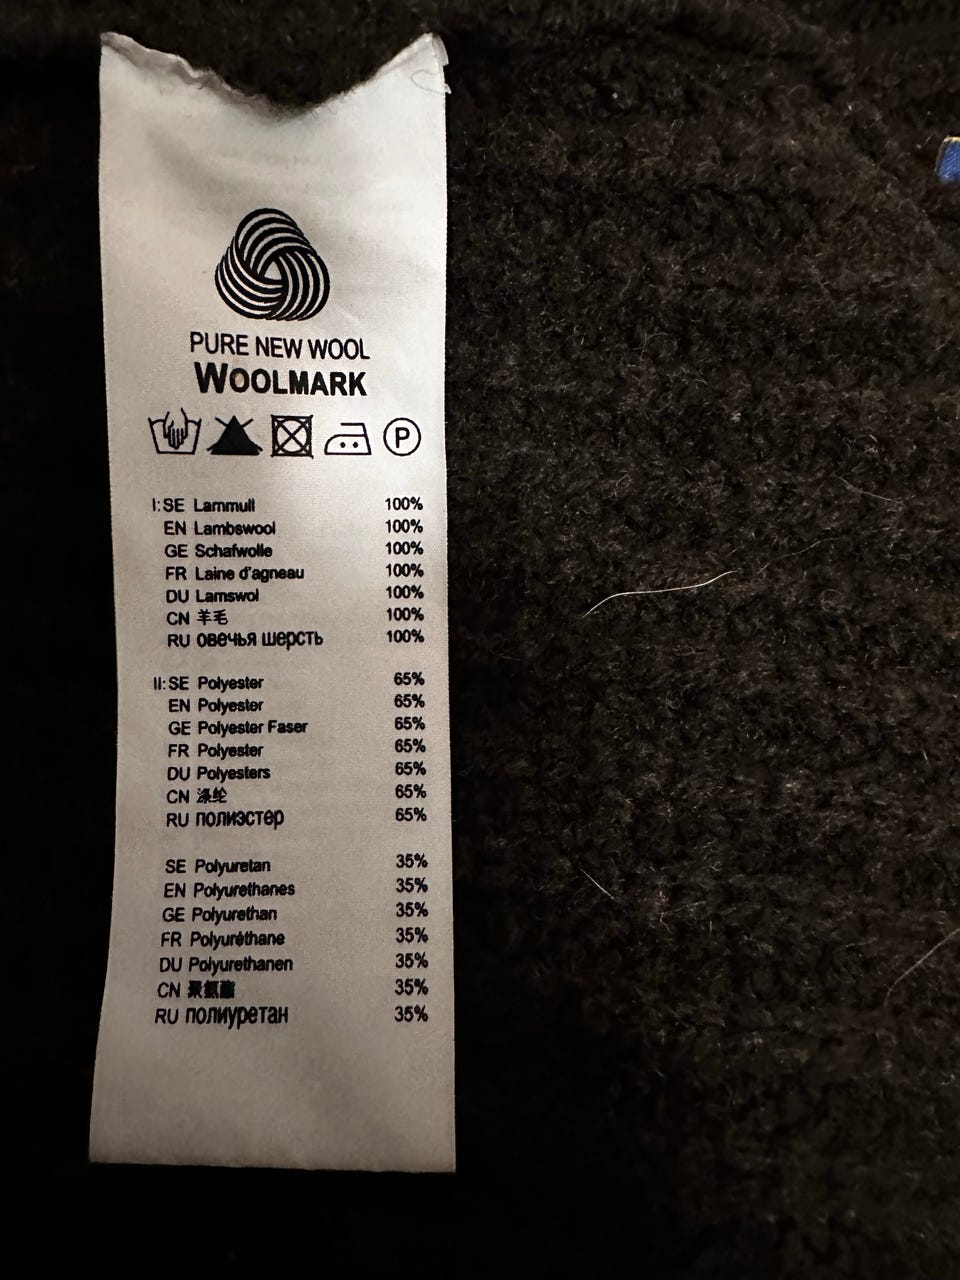 PURE NEW WOOL
WOOLMARK
P
I: SE Lammull 100%
EN Lambswool 100%
GE Schafwolle 100%
FR Laine d'agneau 100%
DU Lamswol 100%
CN 羊毛 100%
RU овечья шерсть 100%
II: SE Polyester 65%
EN Polyester 65%
GE Polyester Faser 65%
FR Polyester 65%
DU Polyesters 65%
CN 涤纶 65%
RU полиэстер 65%
SE Polyuretan 35%
EN Polyurethanes 35%
GE Polyurethan 35%
FR Polyuréthane 35%
DU Polyurethanen 35%
CN 聚氨酯 35%
RU полиуретан 35%